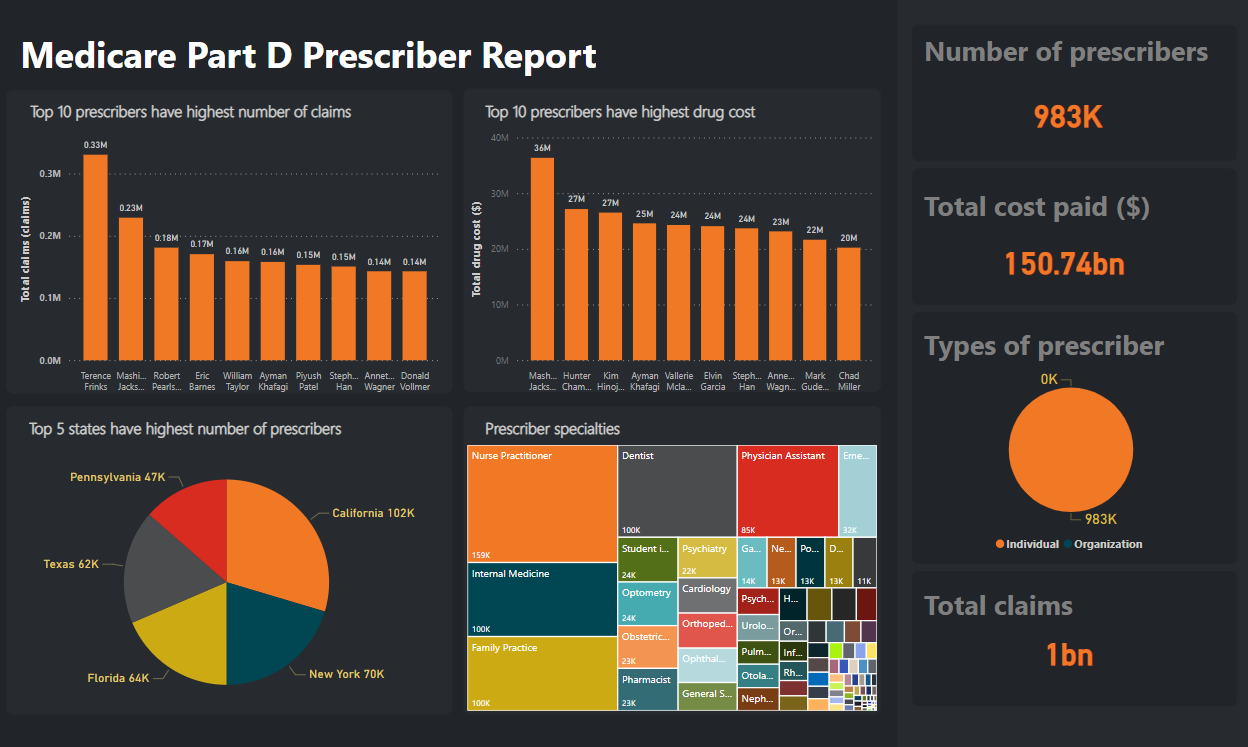 Medicare Part D Prescriber Report
Top 10 prescribers have highest number of claims
Total claims (claims)
0.3M
0.2M
0.1M
0.0M
0.33M
0.23M
0.18M
0.17M
0.16M
0.16M
0.15M
0.15M
0.14M
0.14M
Terence Frinks
Mashi... Jacks...
Robert Pearls...
Eric Barnes
William Taylor
Ayman Khafagi
Piyush Patel
Steph... Han
Annet... Wagner
Donald Vollmer
Top 10 prescribers have highest drug cost
Total drug cost ($)
40M
30M
20M
10M
0M
36M
27M
27M
25M
24M
24M
24M
23M
22M
20M
Mash... Jacks...
Hunter Cham...
Kim Hinoj...
Ayman Khafagi
Vallerie Mcla...
Elvin Garcia
Steph... Han
Anne... Wagn...
Mark Gude...
Chad Miller
Top 5 states have highest number of prescribers
Pennsylvania 47K
California 102K
Texas 62K
Florida 64K
New York 70K
Prescriber specialties
Nurse Practitioner
159K
Internal Medicine
100K
Family Practice
100K
Dentist
100K
Physician Assistant
85K
Eme...
32K
Student i...
24K
Optometry
24K
Obstetric...
23K
Pharmacist
23K
Psychiatry
22K
Cardiology
Orthoped...
Ophthal...
General S...
Ga...
14K
Ne...
13K
Po...
13K
D...
13K
11K
Psych...
Urolo...
Pulm...
Otola...
Neph...
H...
Or...
Inf...
Rh...
Number of prescribers
983K
Total cost paid ($)
150.74bn
Types of prescriber
0K
983K
Individual Organization
Total claims
1bn